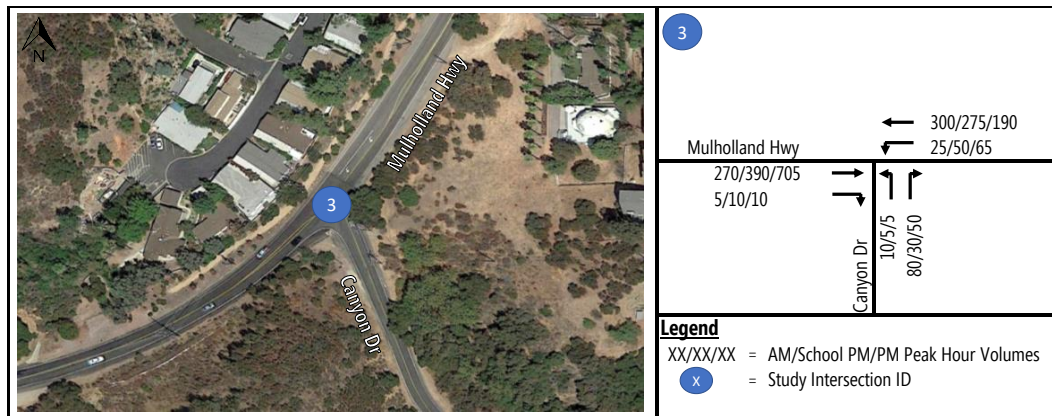 N
Mulholland Hwy
3
Canyon Dr
3
300/275/190
25/50/65
Mulholland Hwy
270/390/705
5/10/10
10/5/5
80/30/50
Canyon Dr
Legend
XX/XX/XX = AM/School PM/PM Peak Hour Volumes
X = Study Intersection ID